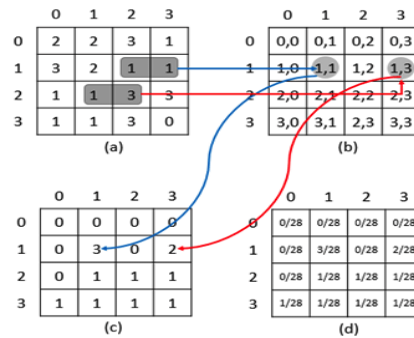 0 1 2 3
0 2 2 3 1
1 3 2 1 1
2 1 1 3 3
3 1 1 3 0
(a)
0 1 2 3
0 0,0 0,1 0,2 0,3
1 1,0 1,1 1,2 1,3
2 2,0 2,1 2,2 2,3
3 3,0 3,1 2,3 3,3
(b)
0 1 2 3
0 0 0 0 0
1 0 3 0 2
2 0 1 1 1
3 1 1 1 1
(c)
0 1 2 3
0 0/28 0/28 0/28 0/28
1 0/28 3/28 0/28 2/28
2 0/28 1/28 1/28 1/28
3 1/28 1/28 1/28 1/28
(d)